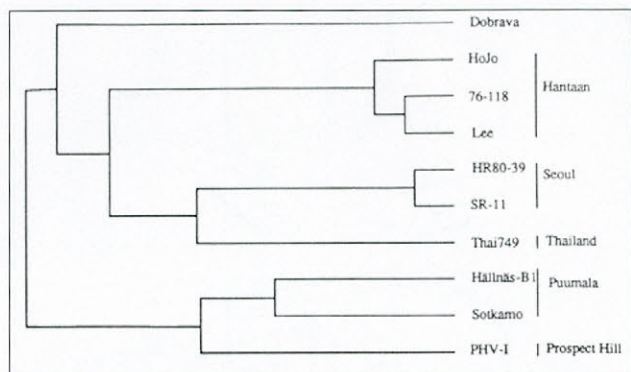 Dobrava
HoJo
76-118
Hantaan
Lee
HR80-39
Seoul
SR-11
Thai749
Thailand
Hällnäs-B1
Puumala
Sotkamo
PHV-I
Prospect Hill